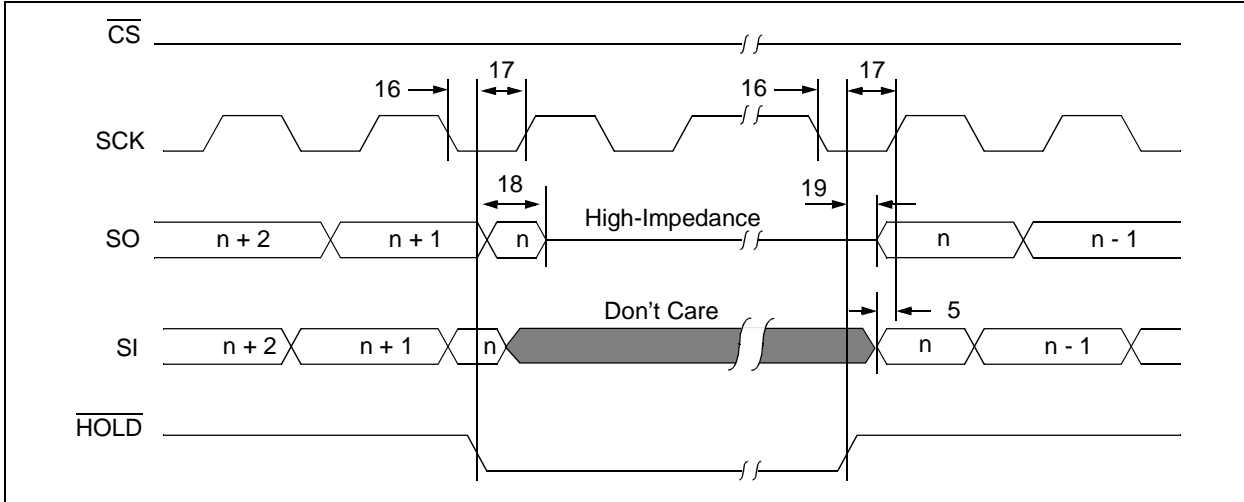 CS
17 17
16 16
SCK
18 19
High-Impedance
SO n + 2 n + 1 n n n - 1
Don't Care 5
SI n + 2 n + 1 n n n - 1
HOLD